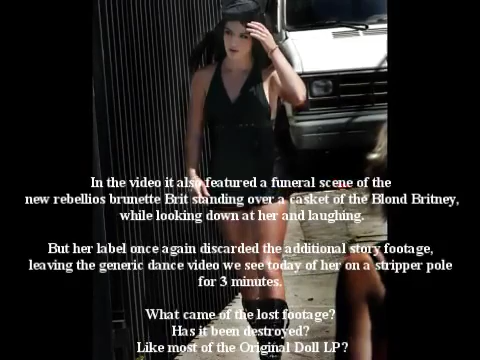 In the video it also featured a funeral scene of the
new rebellios brunette Brit standing over a casket of the Blond Britney,
while looking down at her and laughing.
But her label once again discarded the additional story footage,
leaving the generic dance video we see today of her on a stripper pole
for 3 minutes.
What came of the lost footage?
Has it been destroyed?
Like most of the Original Doll LP?